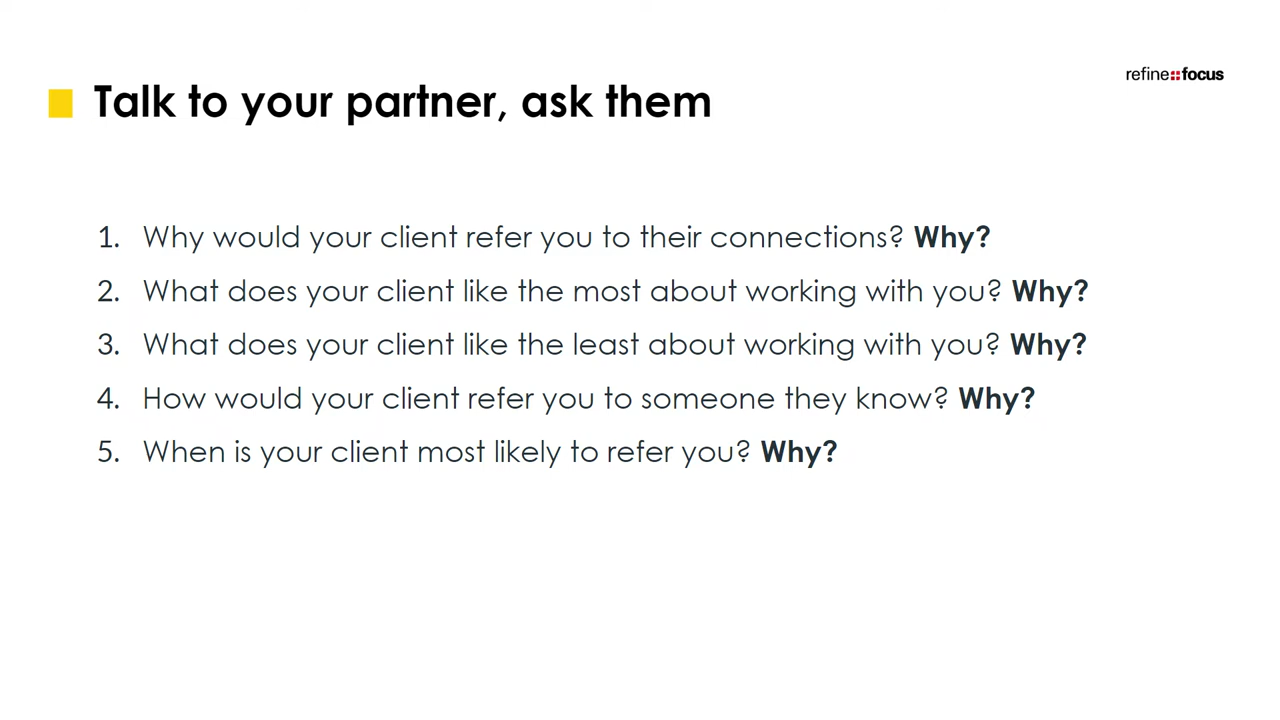 refine focus
Talk to your partner, ask them
1. Why would your client refer you to their connections? Why?
2. What does your client like the most about working with you? Why?
3. What does your client like the least about working with you? Why?
4. How would your client refer you to someone they know? Why?
5. When is your client most likely to refer you? Why?